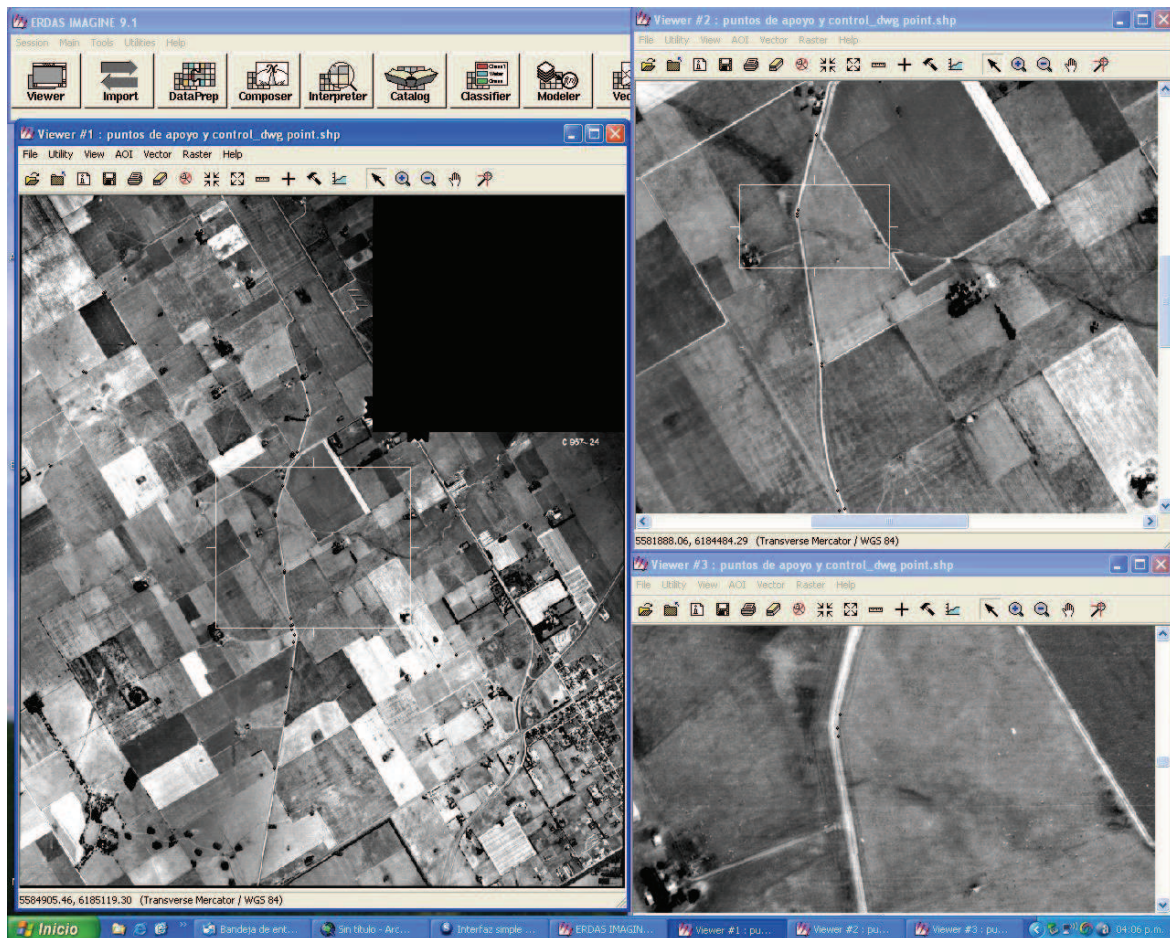 ERDAS IMAGINE 9.1
Session Main Tools Utilities Help
Viewer Import DataPrep Composer Interpreter Catalog Classifier Modeler
Viewer #1 : puntos de apoyo y control_dwg point.shp
File Utility View AOI Vector Raster Help
C 957-24
5584905.46, 6185119.30 (Transverse Mercator / WGS 84)
Viewer #2 : puntos de apoyo y control_dwg point.shp
File Utility View AOI Vector Raster Help
5581888.06, 6184484.29 (Transverse Mercator / WGS 84)
Viewer #3 : puntos de apoyo y control_dwg point.shp
File Utility View AOI Vector Raster Help
Inicio Bandeja de ent... Sin título - Arc... Interfaz simple ... ERDAS IMAGIN... Viewer #1 : pu... Viewer #2 : pu... Viewer #3 : pu... 04:06 p.m.